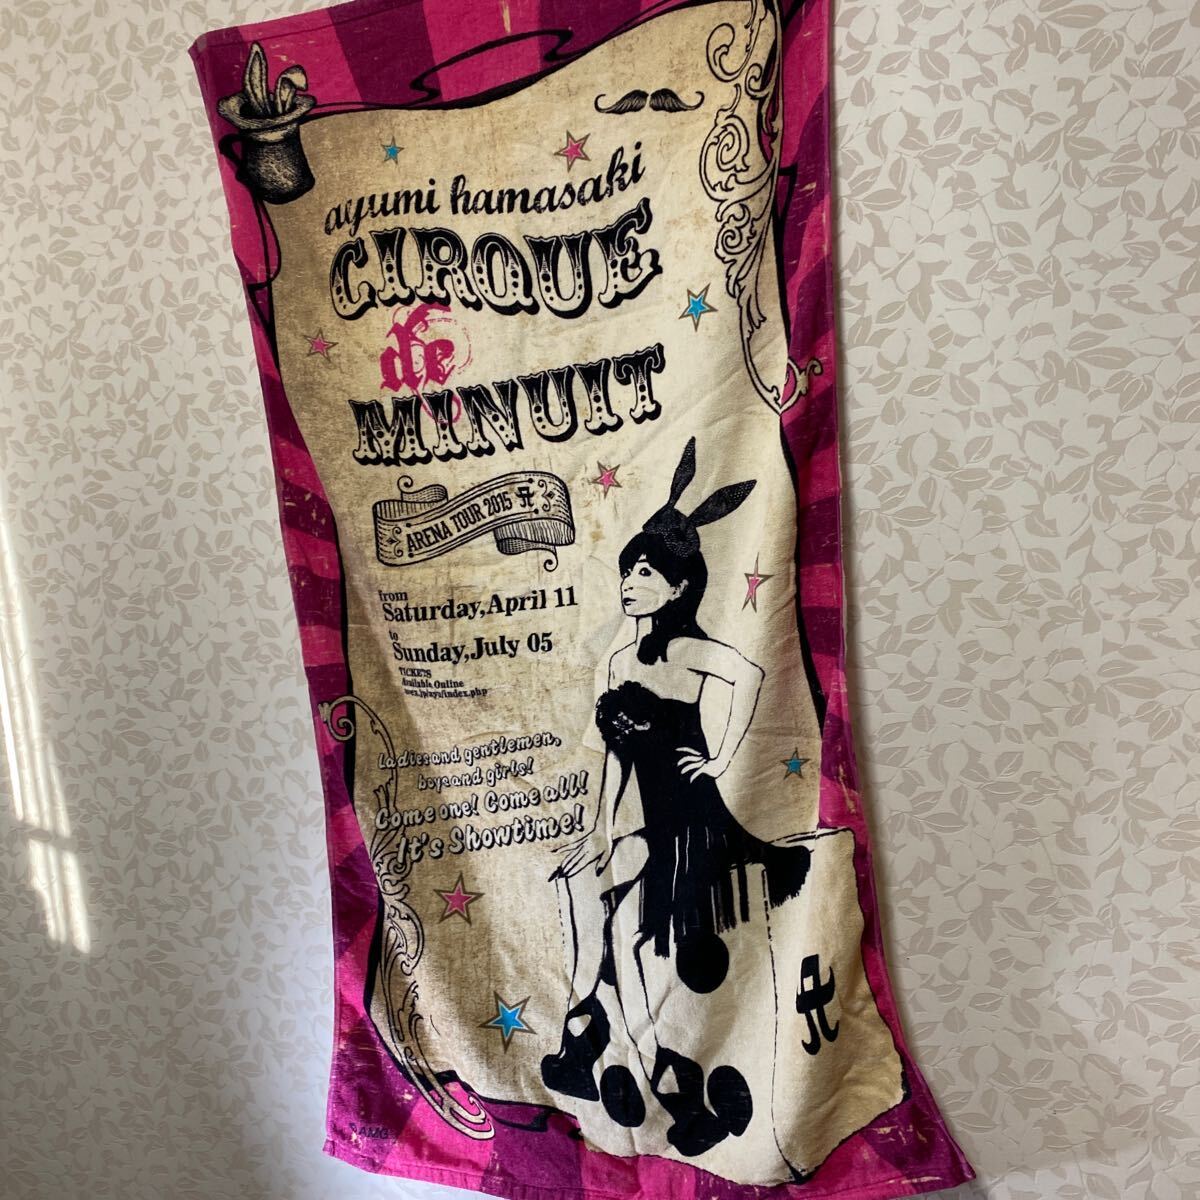 ayumi hamasaki
CIRQUE
de
MINUIT
ARENA TOUR 2015 A
from
Saturday,April 11
to
Sunday,July 05
TICKETS
Available Online
Ladies and gentlemen,
boys and girls!
Come one! Come all!
It's Showtime!
A